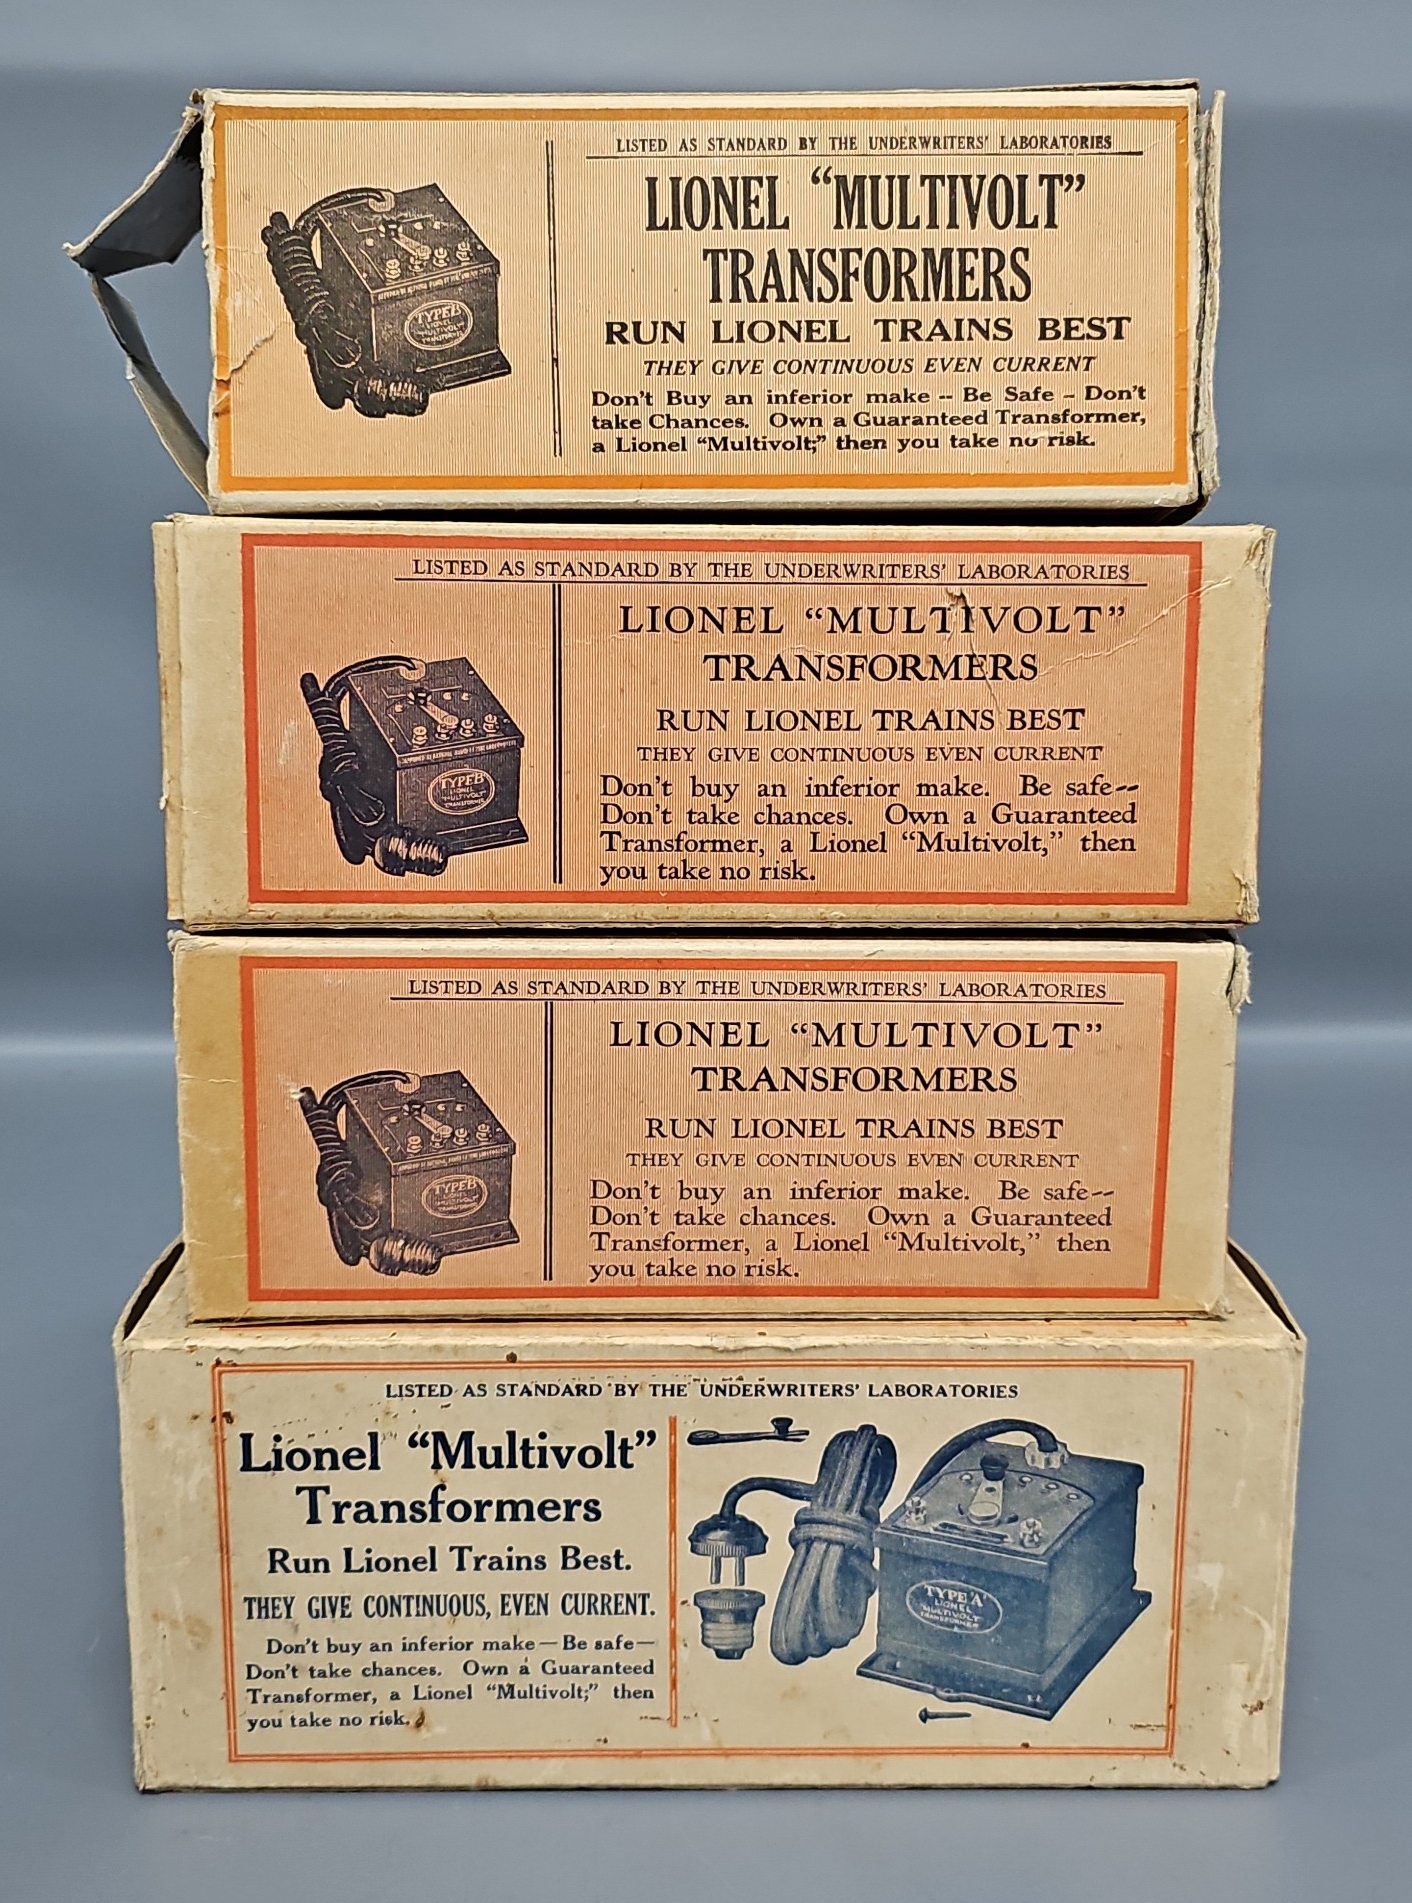 LISTED AS STANDARD BY THE UNDERWRITERS' LABORATORIES
LIONEL "MULTIVOLT"
TRANSFORMERS
RUN LIONEL TRAINS BEST
THEY GIVE CONTINUOUS EVEN CURRENT
Don't Buy an inferior make -- Be Safe - Don't
take Chances. Own a Guaranteed Transformer,
a Lionel "Multivolt;" then you take no risk.
TYPE B
LIONEL
"MULTIVOLT"
TRANSFORMER
LISTED AS STANDARD BY THE UNDERWRITERS' LABORATORIES
LIONEL "MULTIVOLT"
TRANSFORMERS
RUN LIONEL TRAINS BEST
THEY GIVE CONTINUOUS EVEN CURRENT
Don't buy an inferior make. Be safe--
Don't take chances. Own a Guaranteed
Transformer, a Lionel "Multivolt," then
you take no risk.
TYPE B
LIONEL
"MULTIVOLT"
TRANSFORMER
LISTED AS STANDARD BY THE UNDERWRITERS' LABORATORIES
LIONEL "MULTIVOLT"
TRANSFORMERS
RUN LIONEL TRAINS BEST
THEY GIVE CONTINUOUS EVEN CURRENT
Don't buy an inferior make. Be safe--
Don't take chances. Own a Guaranteed
Transformer, a Lionel "Multivolt," then
you take no risk.
TYPE B
LISTED AS STANDARD BY THE UNDERWRITERS' LABORATORIES
Lionel "Multivolt"
Transformers
Run Lionel Trains Best.
THEY GIVE CONTINUOUS, EVEN CURRENT.
Don't buy an inferior make — Be safe —
Don't take chances. Own a Guaranteed
Transformer, a Lionel "Multivolt;" then
you take no risk.
TYPE 'A'
LIONEL
MULTIVOLT
TRANSFORMER